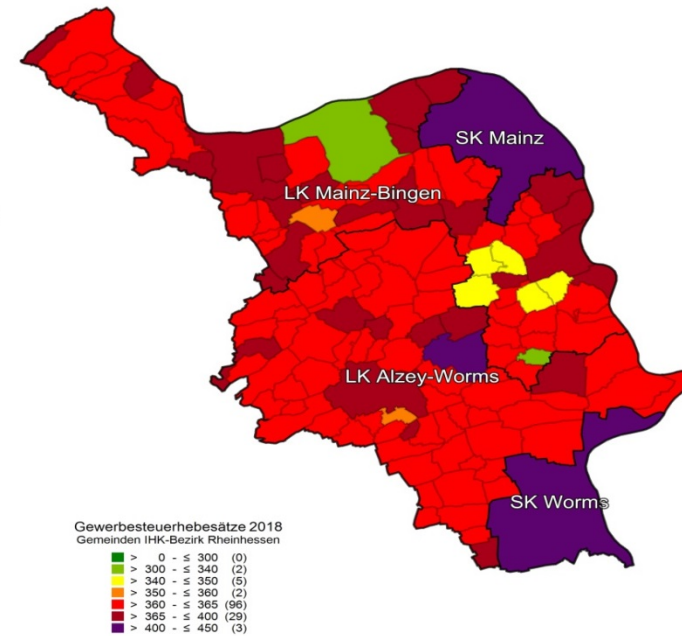 SK Mainz
LK Mainz-Bingen
LK Alzey-Worms
SK Worms
Gewerbesteuerhebesätze 2018
Gemeinden IHK-Bezirk Rheinhessen
> 0 - ≤ 300 (0)
> 300 - ≤ 340 (2)
> 340 - ≤ 350 (5)
> 350 - ≤ 360 (2)
> 360 - ≤ 365 (96)
> 365 - ≤ 400 (29)
> 400 - ≤ 450 (3)